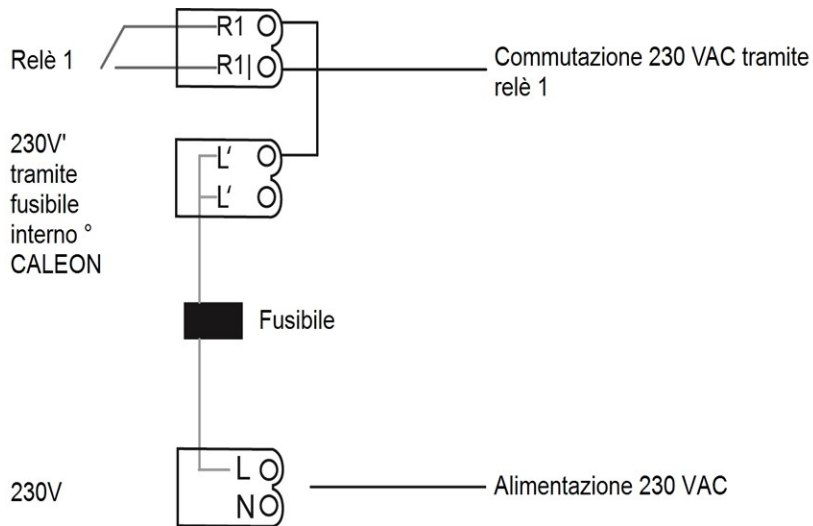 R1
Relè 1
R1|
Commutazione 230 VAC tramite
relè 1
230V'
tramite
fusibile
interno °
CALEON
L‘
L‘
Fusibile
L
230V
N
Alimentazione 230 VAC